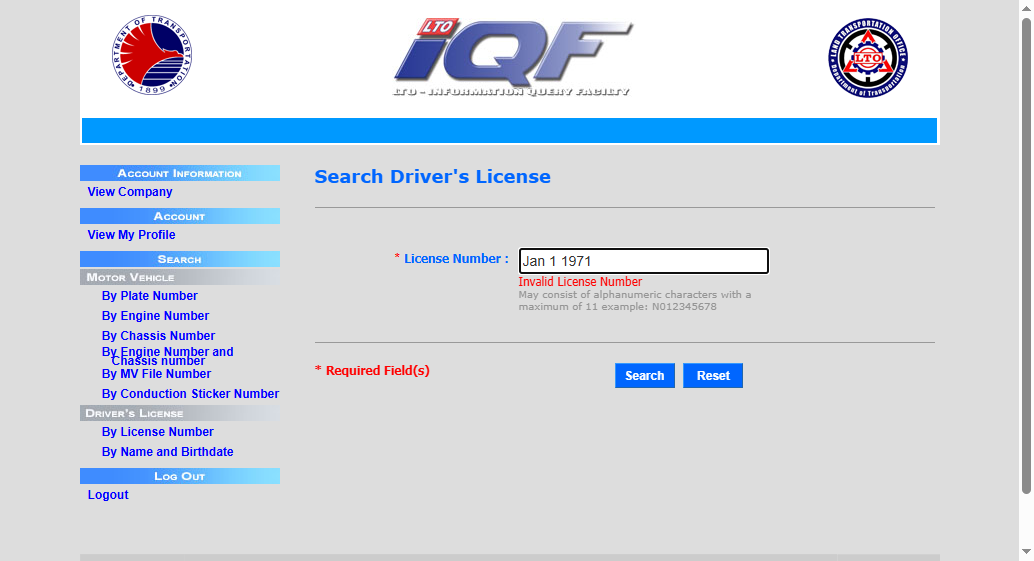 DEPARTMENT OF TRANSPORTATION
1899
LTO
iQF
LTO - INFORMATION QUERY FACILTY
LAND TRANSPORTATION OFFICE
LTO
Department of Transportation
Account Information
View Company
Account
View My Profile
Search
Motor Vehicle
By Plate Number
By Engine Number
By Chassis Number
By Engine Number and
Chassis number
By MV File Number
By Conduction Sticker Number
Driver's License
By License Number
By Name and Birthdate
Log Out
Logout
Search Driver's License
* License Number :
Jan 1 1971
Invalid License Number
May consist of alphanumeric characters with a
maximum of 11 example: N012345678
* Required Field(s)
Search
Reset